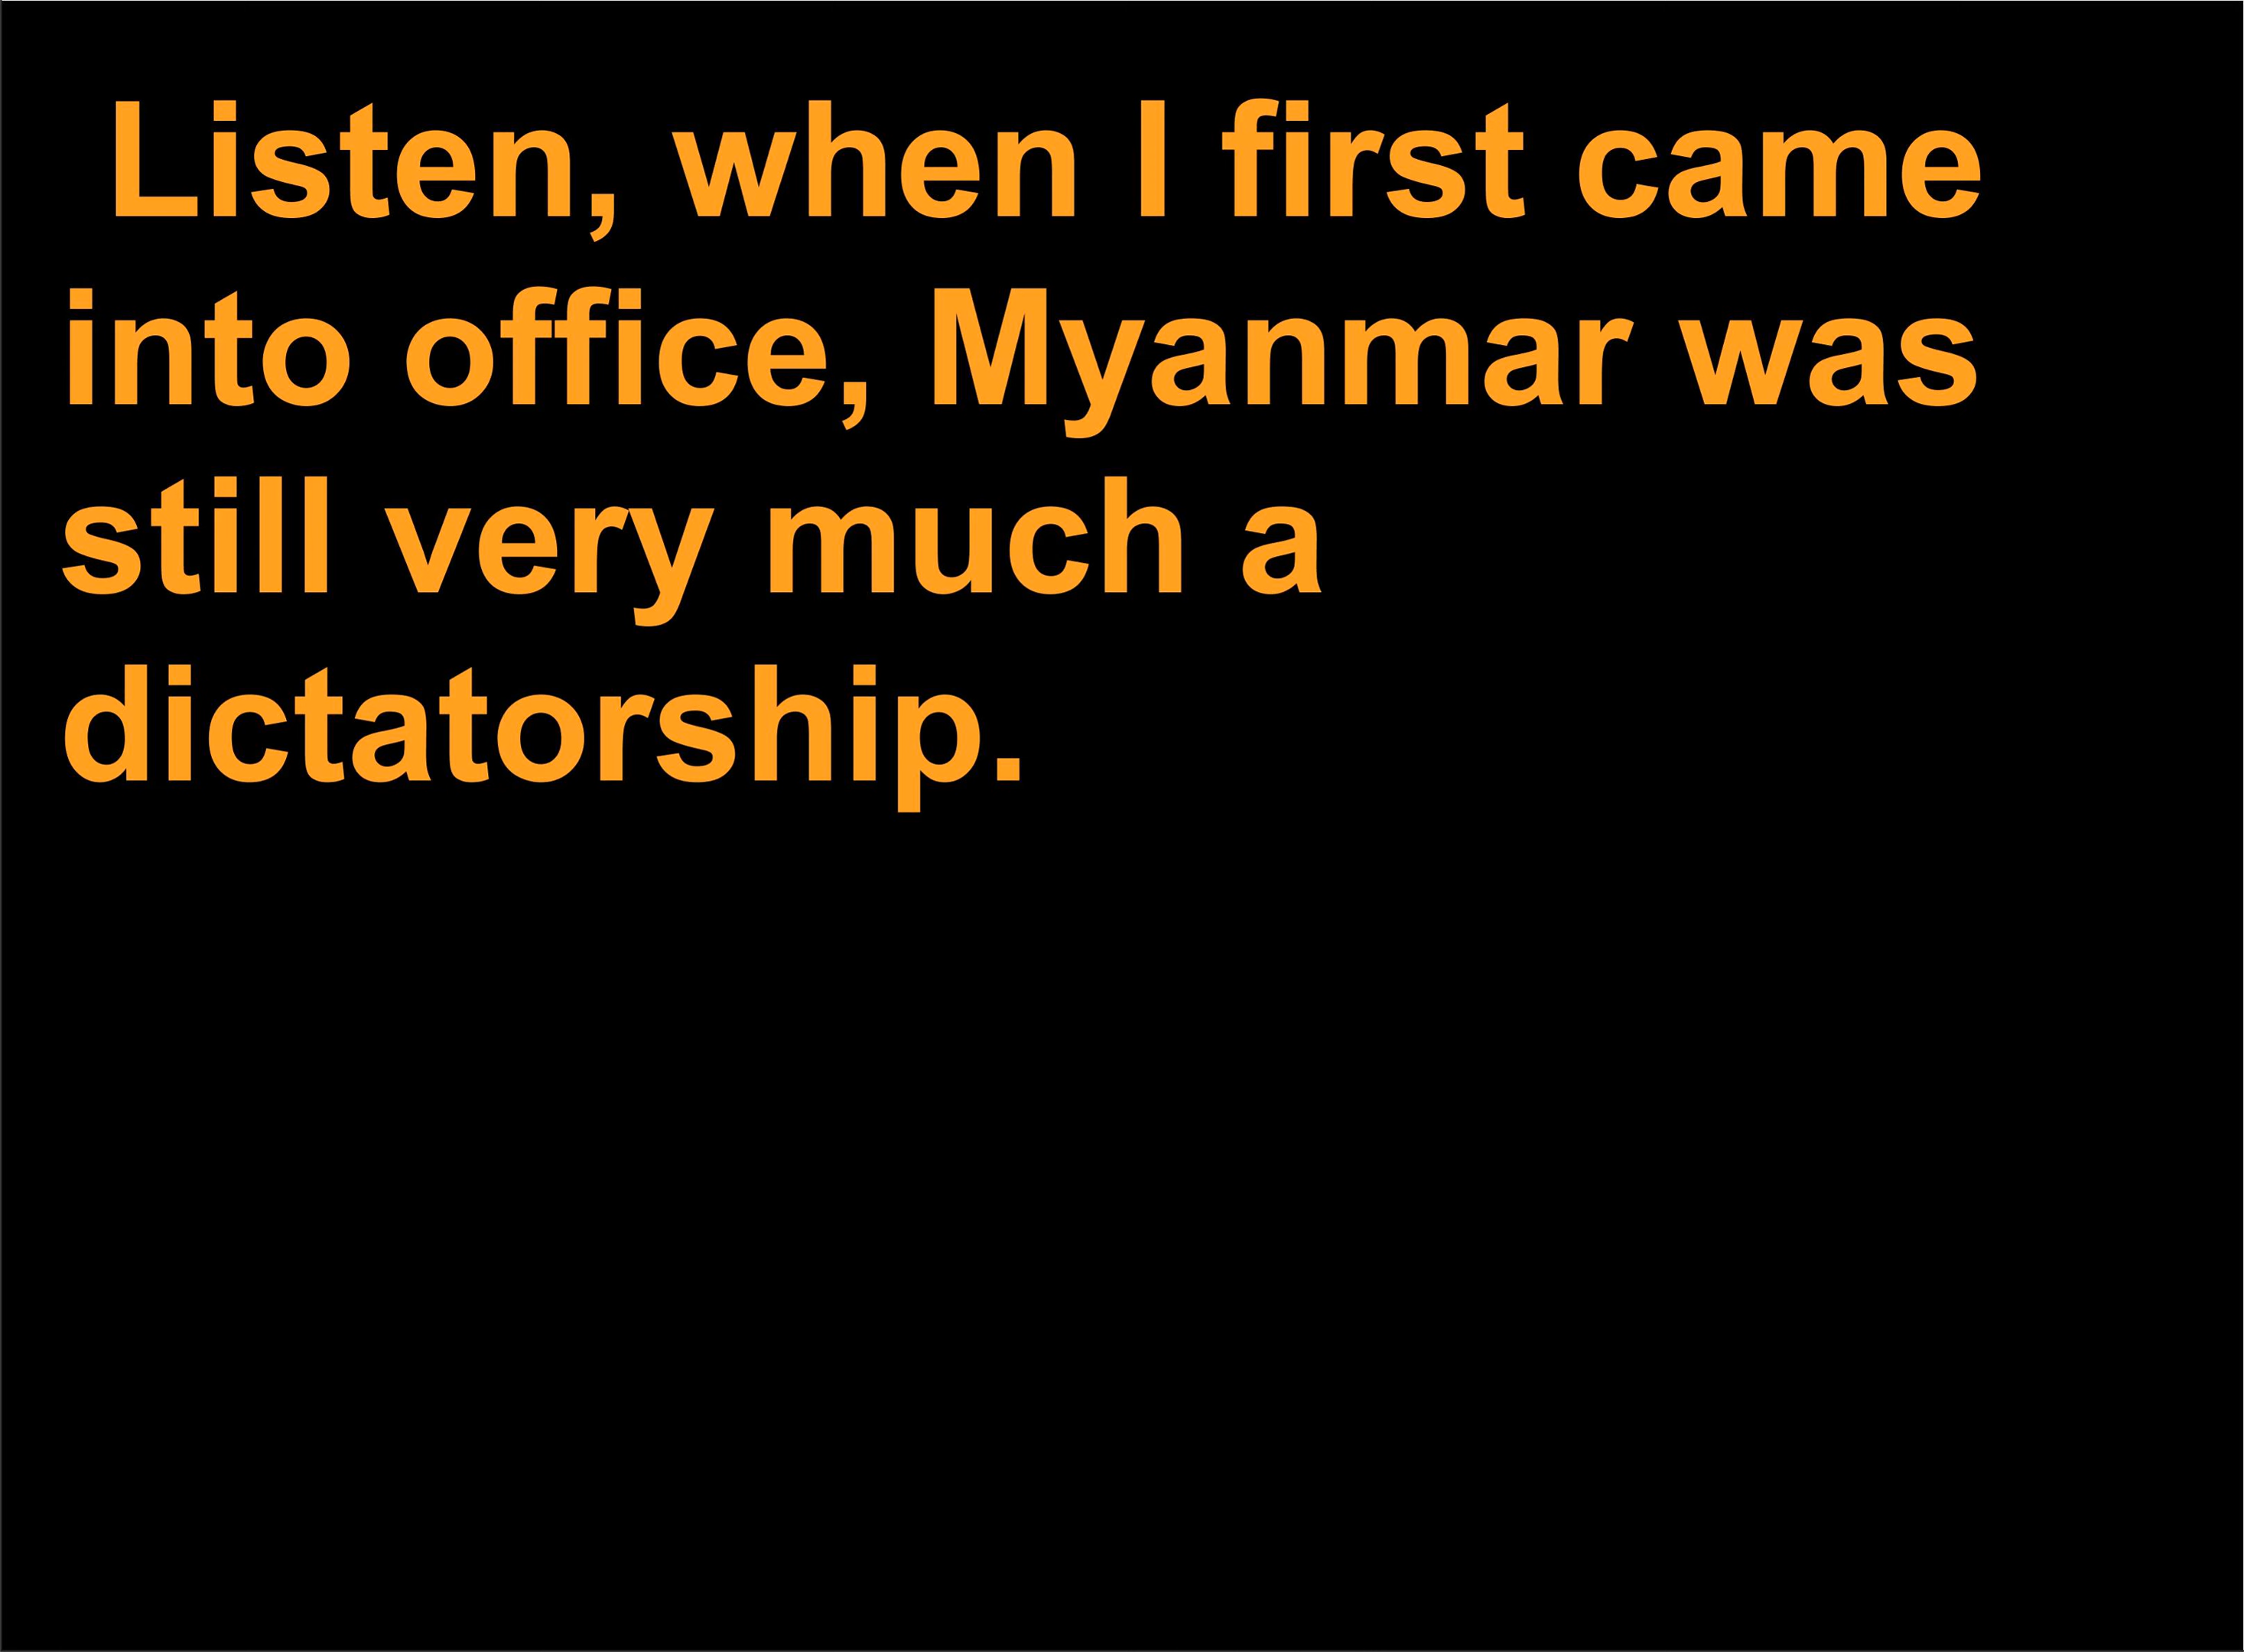 Listen, when I first came
into office, Myanmar was
still very much a
dictatorship.